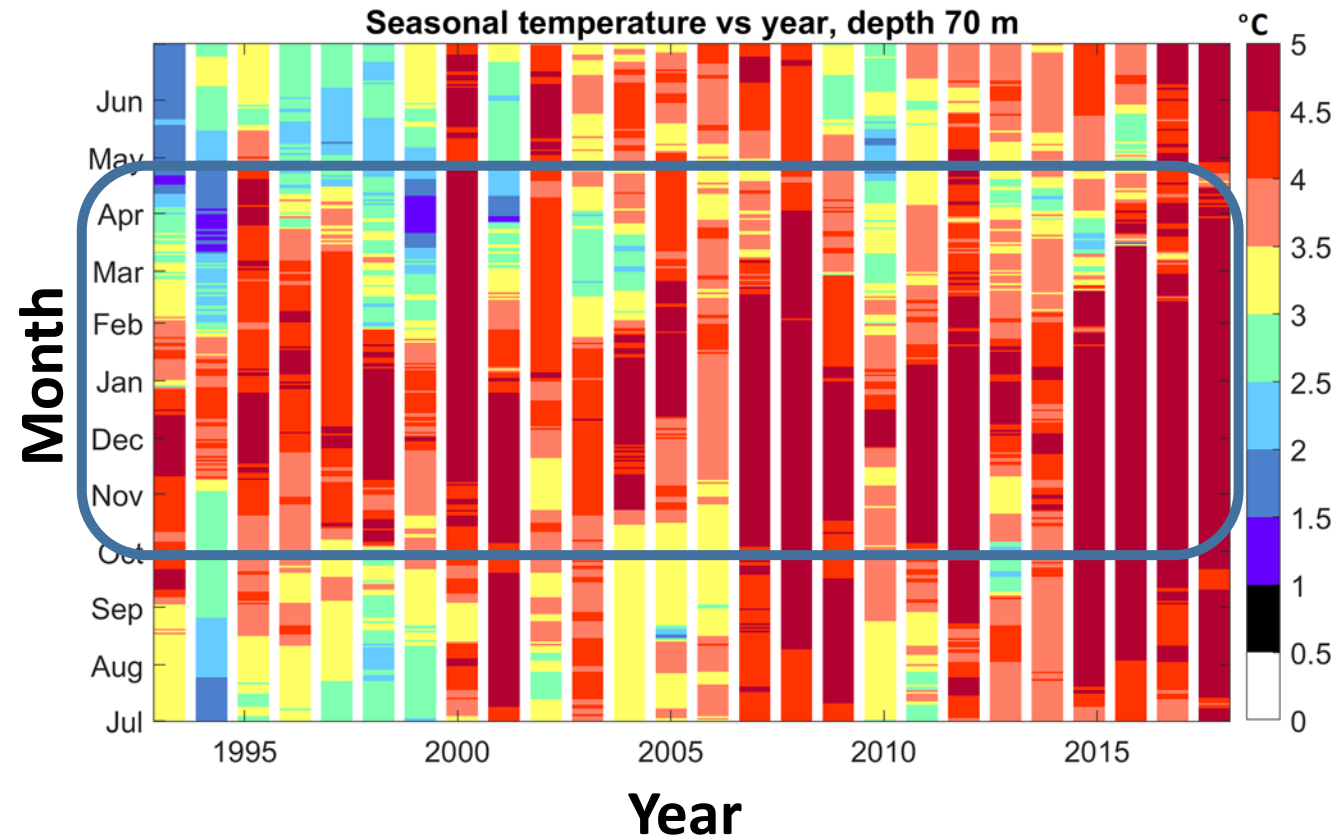 Seasonal temperature vs year, depth 70 m
°C
Month
Jun
May
Apr
Mar
Feb
Jan
Dec
Nov
Oct
Sep
Aug
Jul
1995
2000
2005
2010
2015
Year
5
4.5
4
3.5
3
2.5
2
1.5
1
0.5
0